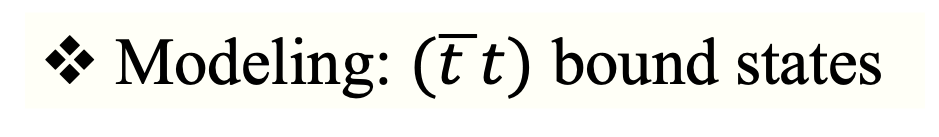 ❖ Modeling: (t̅ t) bound states